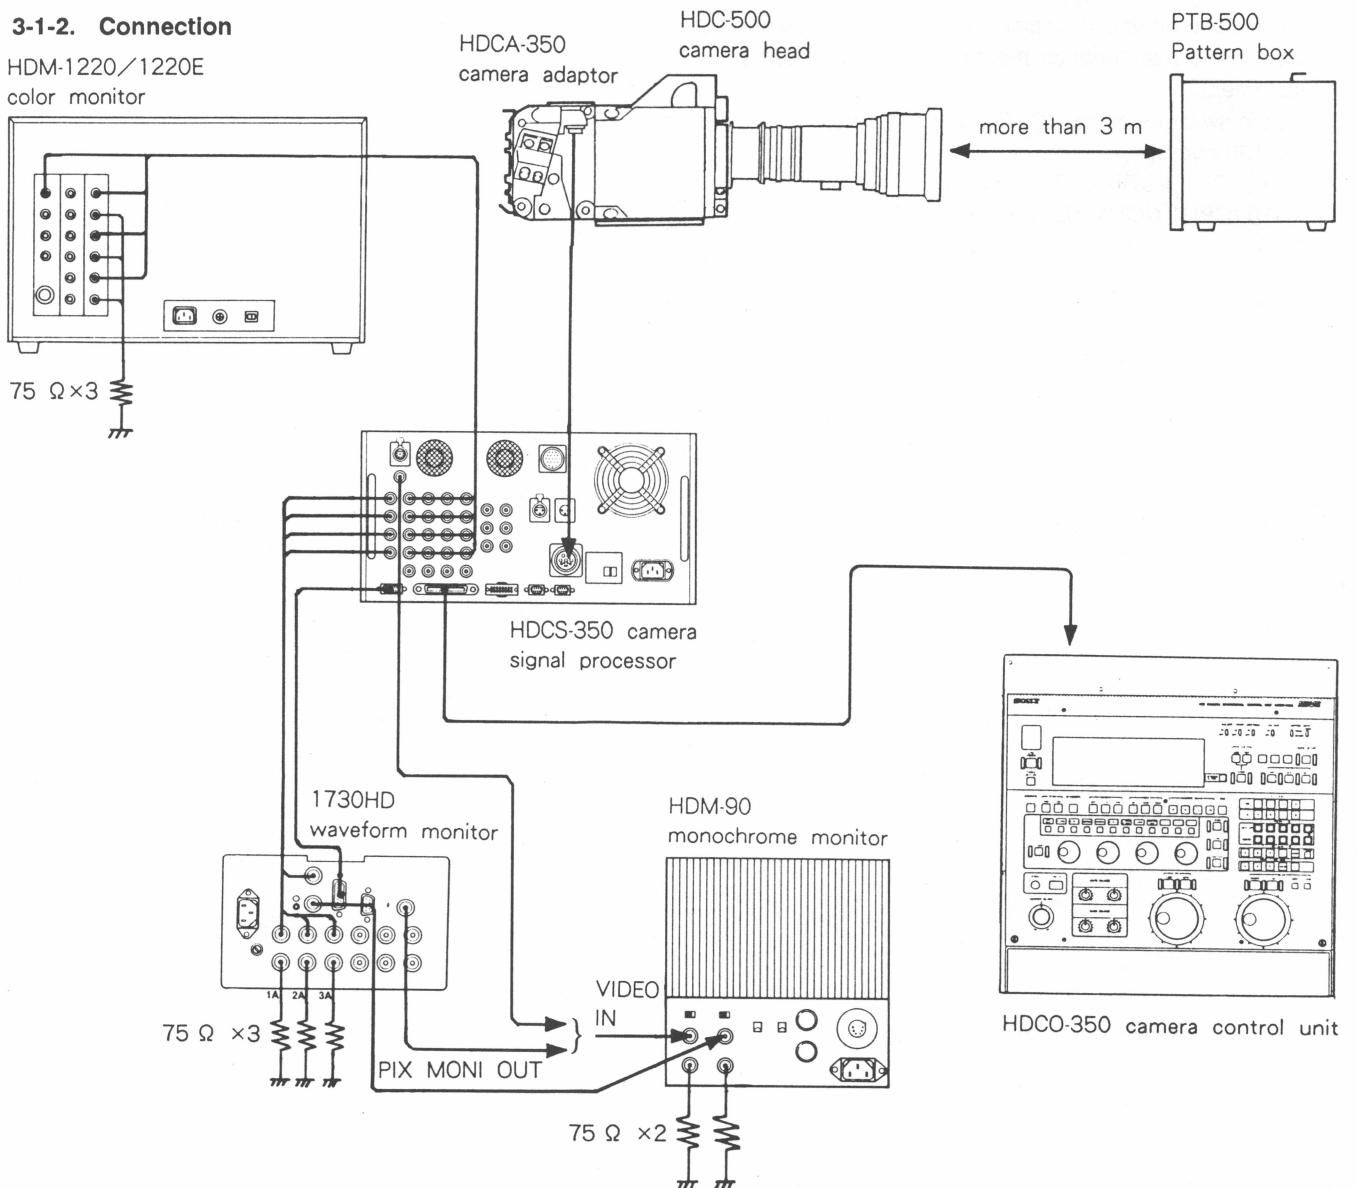 3-1-2. Connection
HDM-1220/1220E
color monitor
HDCA-350
camera adaptor
HDC-500
camera head
PTB-500
Pattern box
more than 3 m
75 Ω×3
HDCS-350 camera
signal processor
1730HD
waveform monitor
HDM-90
monochrome monitor
1A
2A
3A
75 Ω ×3
VIDEO
IN
PIX MONI OUT
75 Ω ×2
SONY
HDCO-350 camera control unit